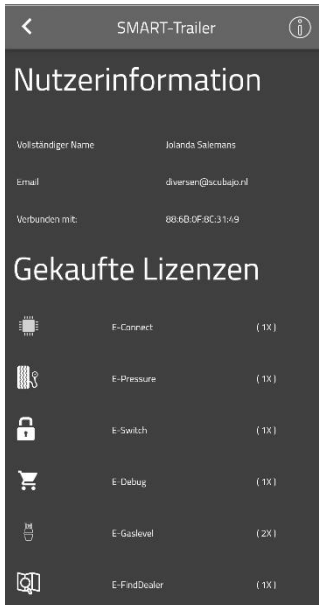 SMART-Trailer
Nutzerinformation
Vollständiger Name Jolanda Salemans
Email diversen@scubajo.nl
Verbunden mit: 88:6B:0F:8C:31:49
Gekaufte Lizenzen
E-Connect (1X)
E-Pressure (1X)
E-Switch (1X)
E-Debug (1X)
E-Gaslevel (2X)
E-FindDealer (1X)